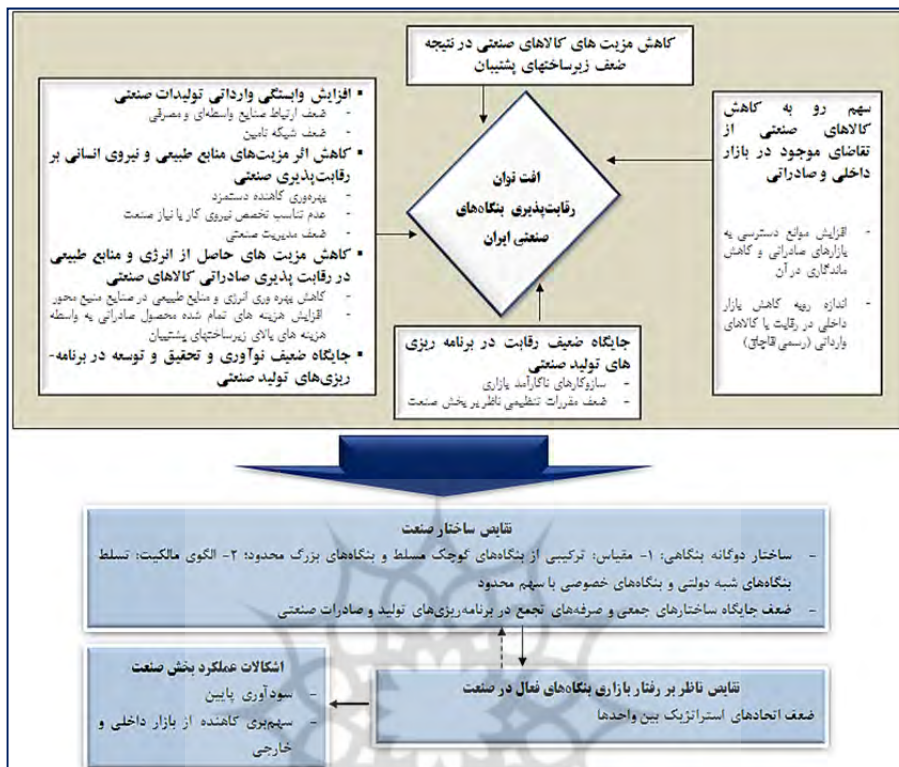 کاهش مزیت های کالاهای صنعتی در نتیجه
ضعف زیرساختهای پشتیبان
سهم رو به کاهش
کالاهای صنعتی از
تقاضای موجود در بازار
داخلی و صادراتی
- افزایش موانع دسترسی به
بازارهای صادراتی و کاهش
ماندگاری در آن
- اندازه روبه کاهش بازار
داخلی در رقابت با کالاهای
وارداتی (رسمی قاچاق)
افت توان
رقابت‌پذیری بنگاه‌های
صنعتی ایران
▪ افزایش وابستگی وارداتی تولیدات صنعتی
- ضعف ارتباط صنایع واسطه‌ای و مصرفی
- ضعف شبکه تامین
▪ کاهش اثر مزیت‌های منابع طبیعی و نیروی انسانی بر
رقابت‌پذیری صنعتی
- بهره‌وری کاهنده دستمزد
- عدم تناسب تخصص نیروی کار با نیاز صنعت
- ضعف مدیریت صنعتی
▪ کاهش مزیت های حاصل از انرژی و منابع طبیعی
در رقابت پذیری صادراتی کالاهای صنعتی
- کاهش بهره وری انرژی و منابع طبیعی در صنایع منبع محور
- افزایش هزینه های تمام شده محصول صادراتی به واسطه
هزینه های بالای زیرساختهای پشتیبان
▪ جایگاه ضعیف نوآوری و تحقیق و توسعه در برنامه-
ریزی‌های تولید صنعتی
جایگاه ضعیف رقابت در برنامه ریزی
های تولید صنعتی
- سازوکارهای ناکارآمد بازاری
- ضعف مقررات تنظیمی ناظر بر بخش صنعت
نقایص ساختار صنعت
- ساختار دوگانه بنگاهی: ۱- مقیاس: ترکیبی از بنگاه‌های کوچک مسلط و بنگاه‌های بزرگ محدود؛ ۲- الگوی مالکیت: تسلط
بنگاه‌های شبه دولتی و بنگاه‌های خصوصی با سهم محدود
- ضعف جایگاه ساختارهای جمعی و صرفه‌های تجمع در برنامه‌ریزی‌های تولید و صادرات صنعتی
نقایص ناظر بر رفتار بازاری بنگاه‌های فعال در صنعت
ضعف اتحادهای استراتژیک بین واحدها
اشکالات عملکرد بخش صنعت
- سودآوری پایین
- سهم‌بری کاهنده از بازار داخلی و
خارجی